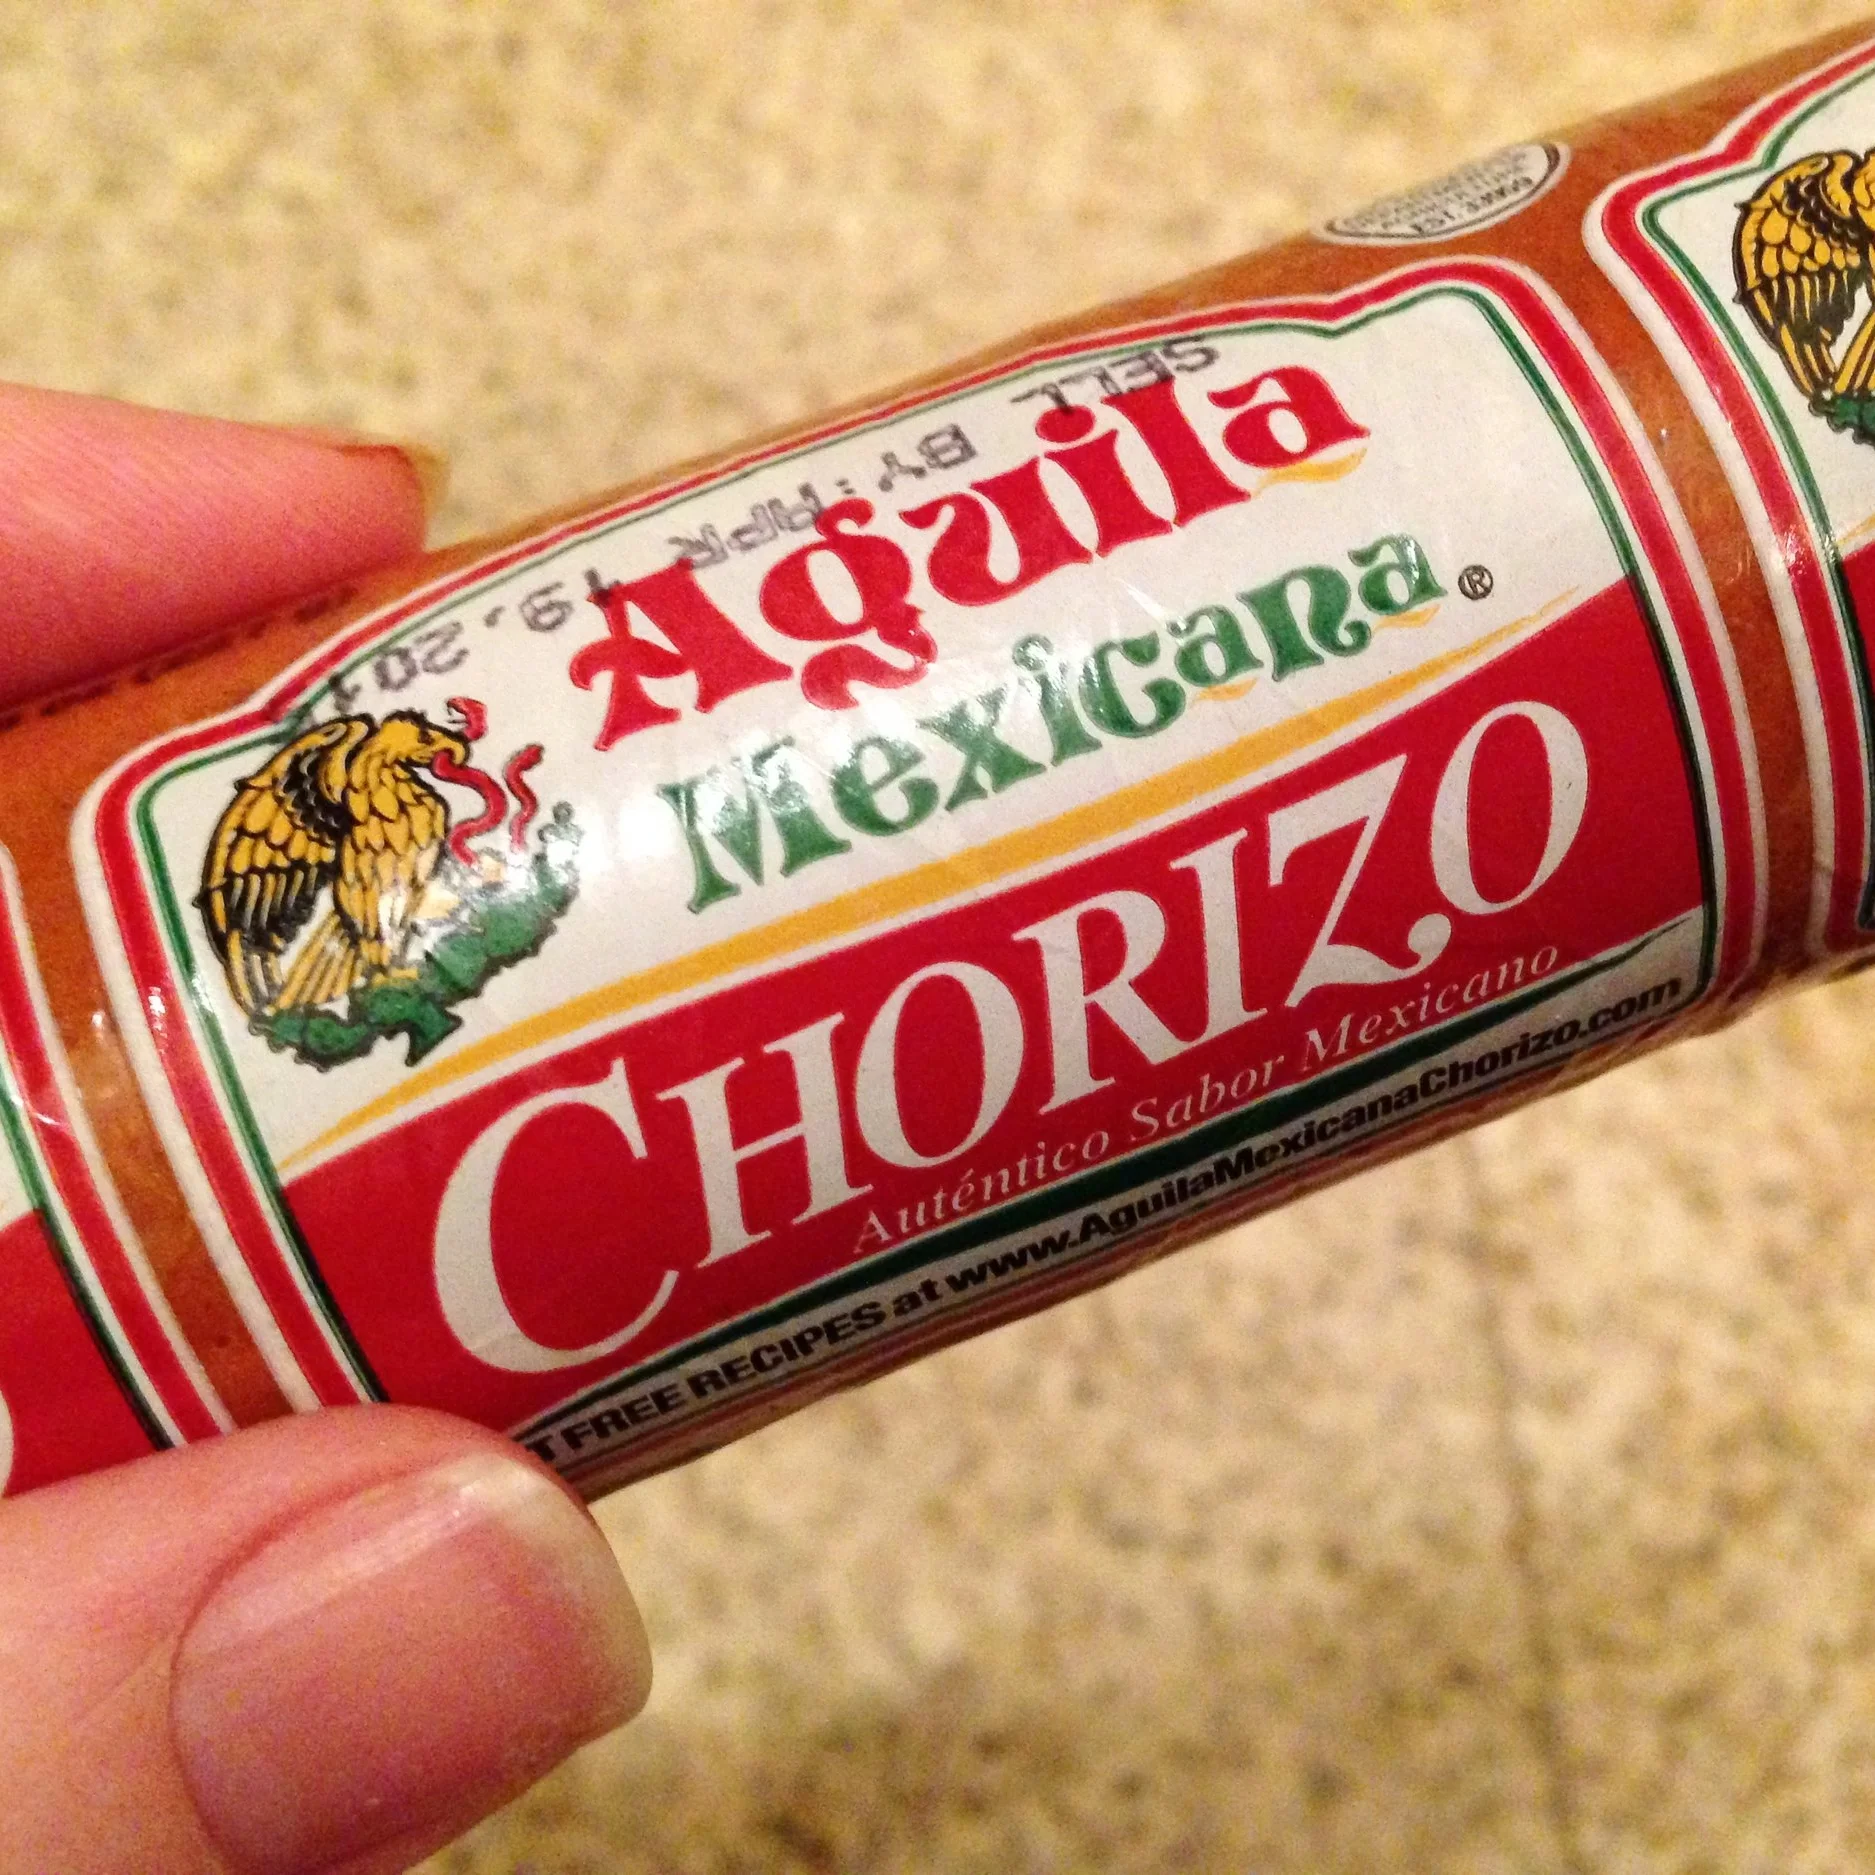 SELL BY: APR 19, 201
Aguila
Mexicana®
CHORIZO
Auténtico Sabor Mexicano
T FREE RECIPES at www.AguilaMexicanaChorizo.com